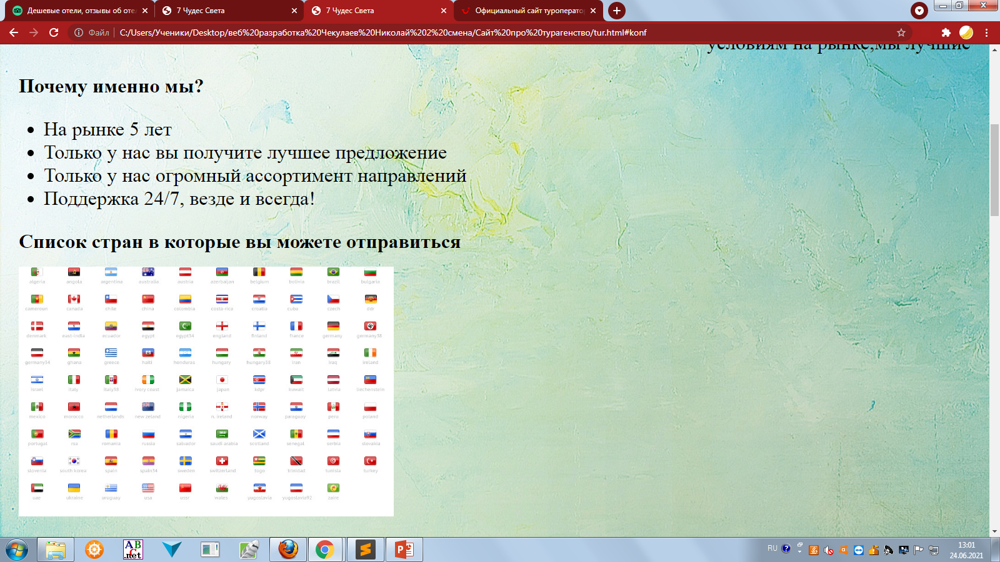 Дешевые отели, отзывы об оте
7 Чудес Света
7 Чудес Света
Официальный сайт туроператор
Файл
C:/Users/Ученики/Desktop/веб%20разработка%20Чекулаев%20Николай%202%20смена/Сайт%20про%20турагенство/tur.html#konf
условиям на рынке,мы лучшие
Почему именно мы?
На рынке 5 лет
Только у нас вы получите лучшее предложение
Только у нас огромный ассортимент направлений
Поддержка 24/7, везде и всегда!
Список стран в которые вы можете отправиться
algeria angola argentina australia austria azerbaijan belgium bolivia brazil bulgaria
cameroun canada chile china colombia costa-rica croatia cuba czech ddr
denmark east-india ecuador egypt egypt34 england finland france germany germany38
germany34 ghana greece haiti honduras hungary hungary38 iran iraq ireland
israel italy italy38 ivory coast jamaica japan kdpr kuwait latvia liechenstein
mexico morocco netherlands new zeland nigeria n. ireland norway paraguay peru poland
portugal rsa romania russia salvador saudi arabia scotland senegal serbia slovakia
slovenia south korea spain spain34 sweden switzerland togo trinidad tunisia turkey
uae ukraine uruguay usa ussr wales yugoslavia yugoslavia92 zaire
ABC
.net
RU
13:01
24.06.2021